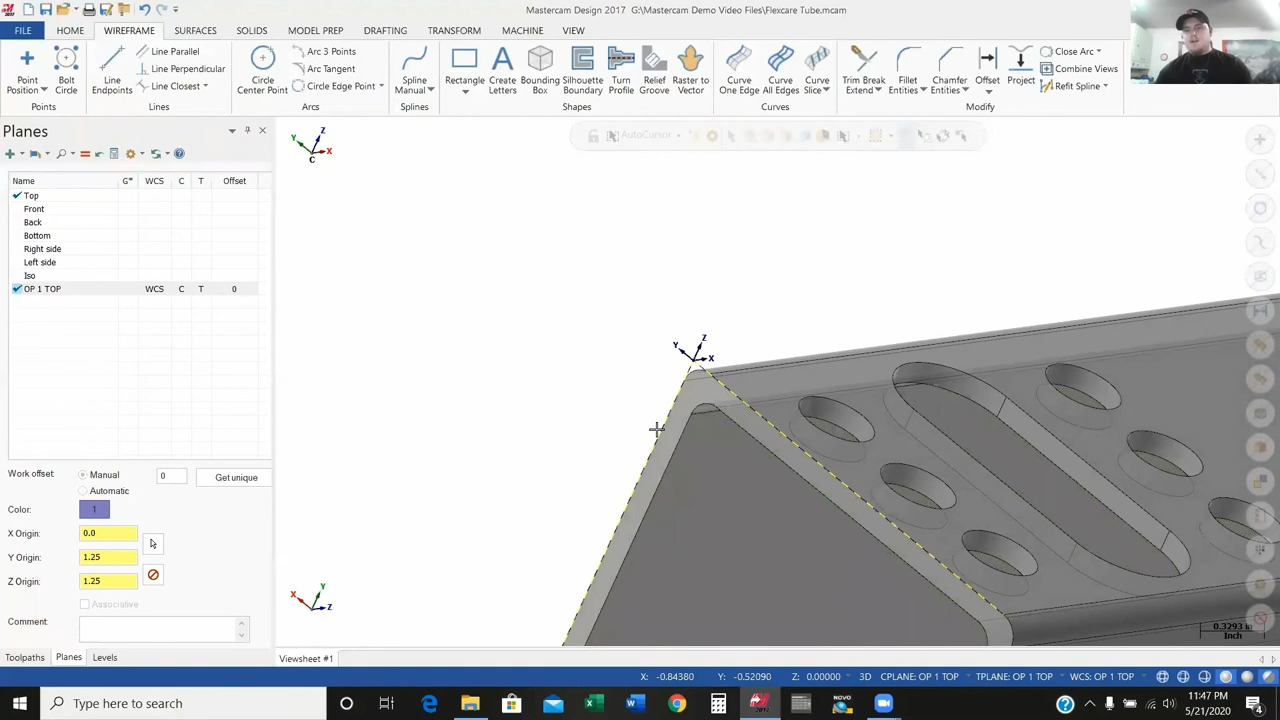 Mastercam Design 2017 G:\Mastercam Demo Video Files\Flexcare Tube.mcam
FILE HOME WIREFRAME SURFACES SOLIDS MODEL PREP DRAFTING TRANSFORM MACHINE VIEW
Point Position Bolt Circle Line Endpoints Line Parallel Line Perpendicular Line Closest Circle Center Point Arc 3 Points Arc Tangent Circle Edge Point Spline Manual Rectangle Create Letters Bounding Box Silhouette Boundary Turn Profile Relief Groove Raster to Vector Curve One Edge Curve All Edges Curve Slice Trim Break Extend Fillet Entities Chamfer Entities Offset Project Close Arc Combine Views Refit Spline
Points Lines Arcs Splines Shapes Curves Modify
Planes
AutoCursor
Name G WCS C T Offset
Top
Front
Back
Bottom
Right side
Left side
Iso
OP 1 TOP WCS C T 0
Z
Y X
C
Z
Y X
Work offset: Manual 0 Get unique
Automatic
Color: 1
X Origin: 0.0
Y Origin: 1.25
Z Origin: 1.25
Associative
Comment:
Y
X Z
0.3293 in
Inch
Toolpaths Planes Levels
Viewsheet #1
X: -0.84380 Y: -0.52090 Z: 0.00000 3D CPLANE: OP 1 TOP TPLANE: OP 1 TOP WCS: OP 1 TOP
Type here to search
NOVO
11:47 PM
5/21/2020
4